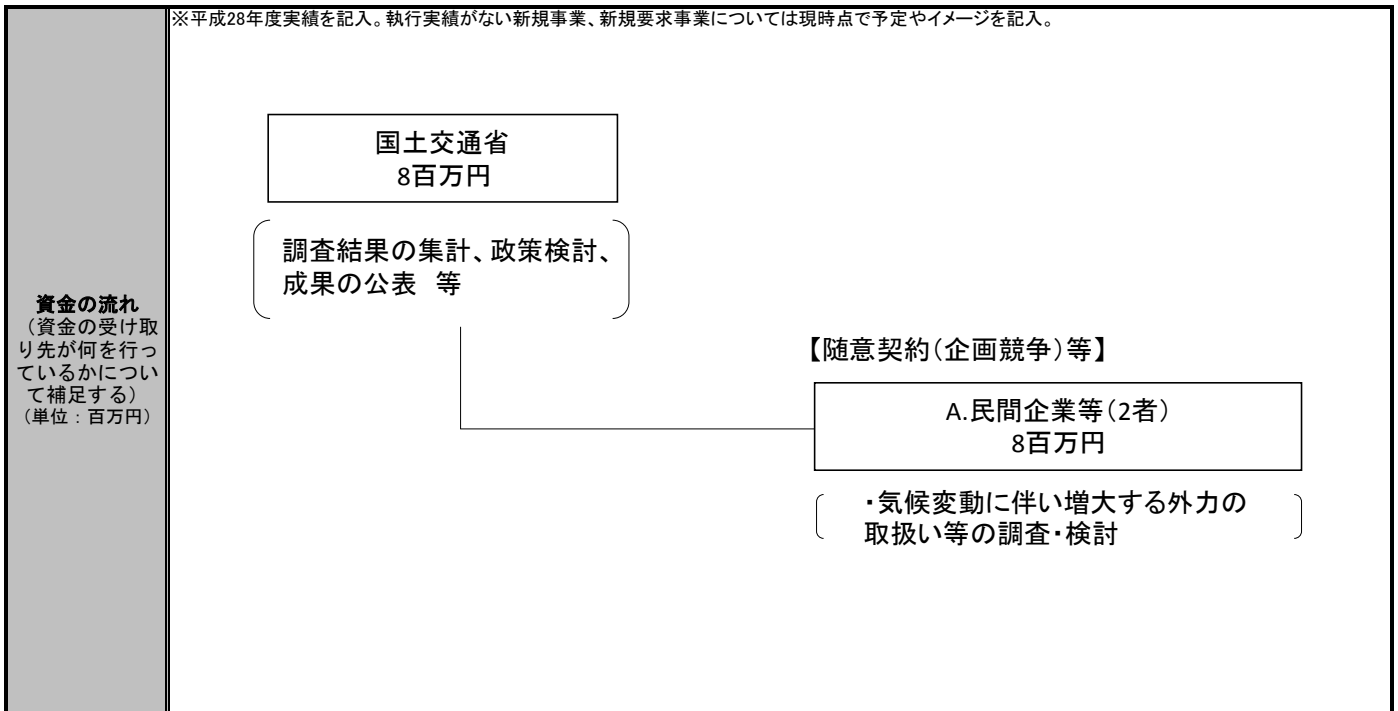 ※平成28年度実績を記入。執行実績がない新規事業、新規要求事業については現時点で予定やイメージを記入。
資金の流れ
（資金の受け取
り先が何を行っ
ているかについ
て補足する）
（単位：百万円）
国土交通省
8百万円
調査結果の集計、政策検討、
成果の公表　等
【随意契約（企画競争）等】
A.民間企業等（2者）
8百万円
・気候変動に伴い増大する外力の
取扱い等の調査・検討